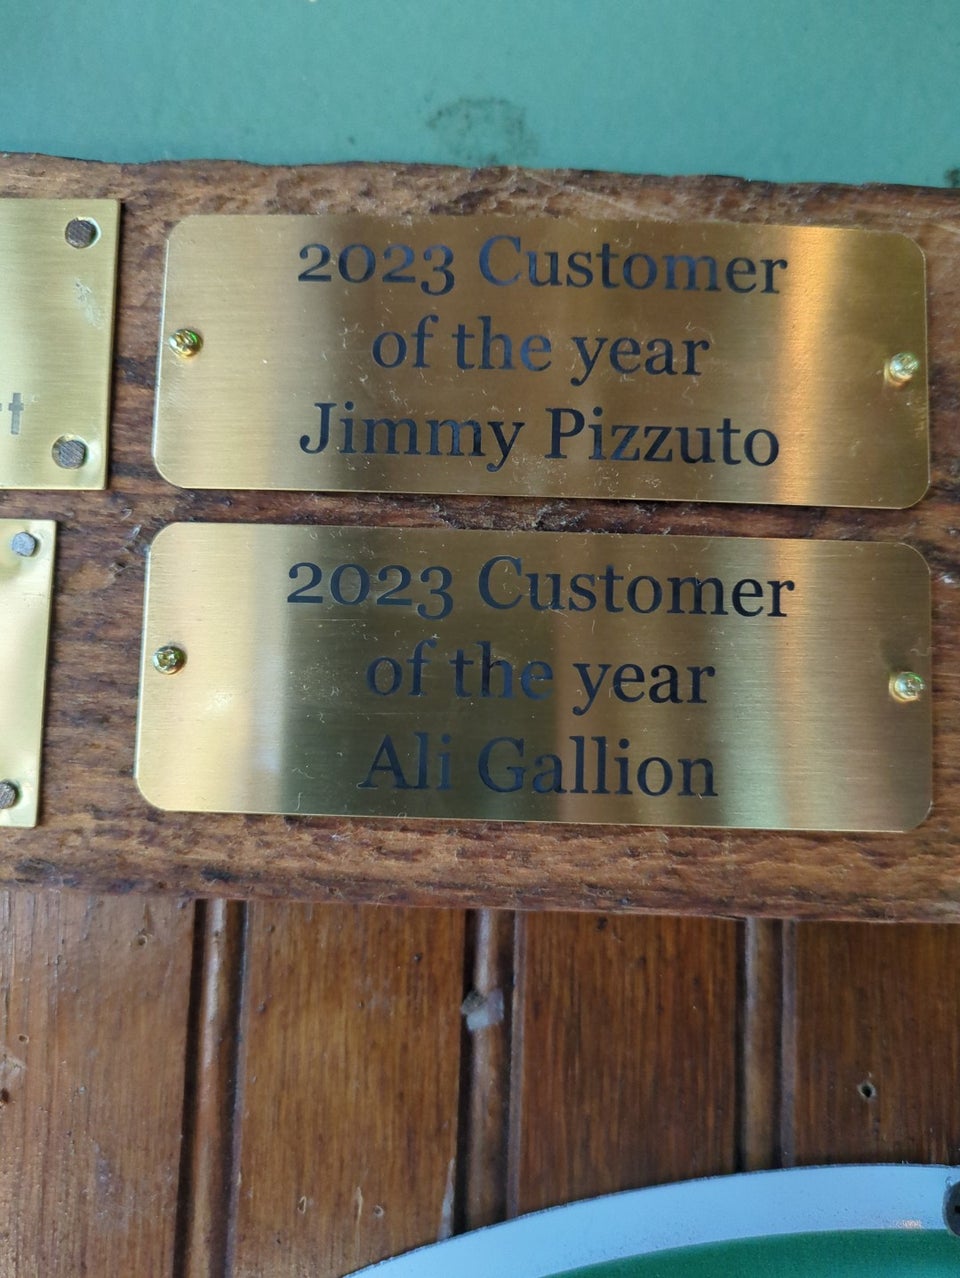 2023 Customer
of the year
Jimmy Pizzuto
2023 Customer
of the year
Ali Gallion